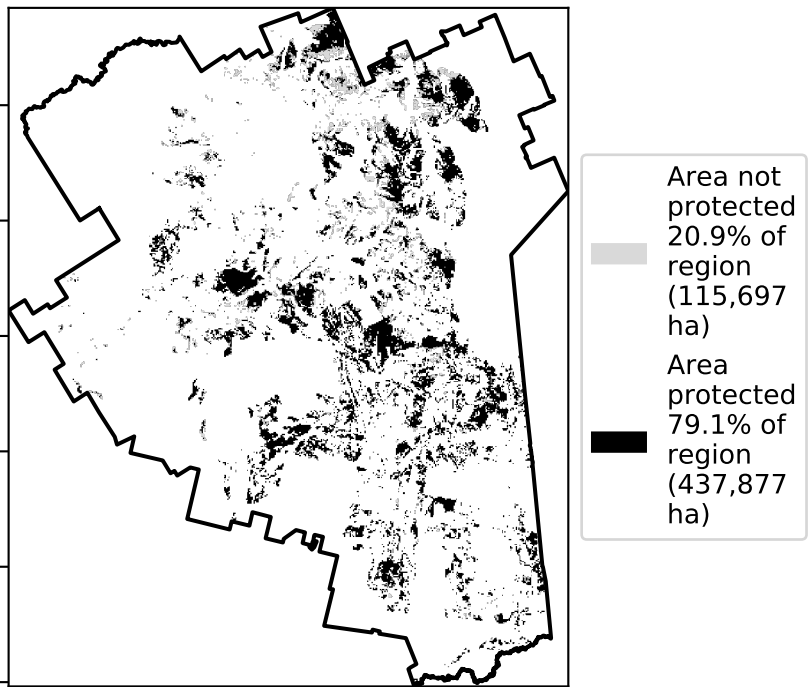 Area not
protected
20.9% of
region
(115,697
ha)
Area
protected
79.1% of
region
(437,877
ha)